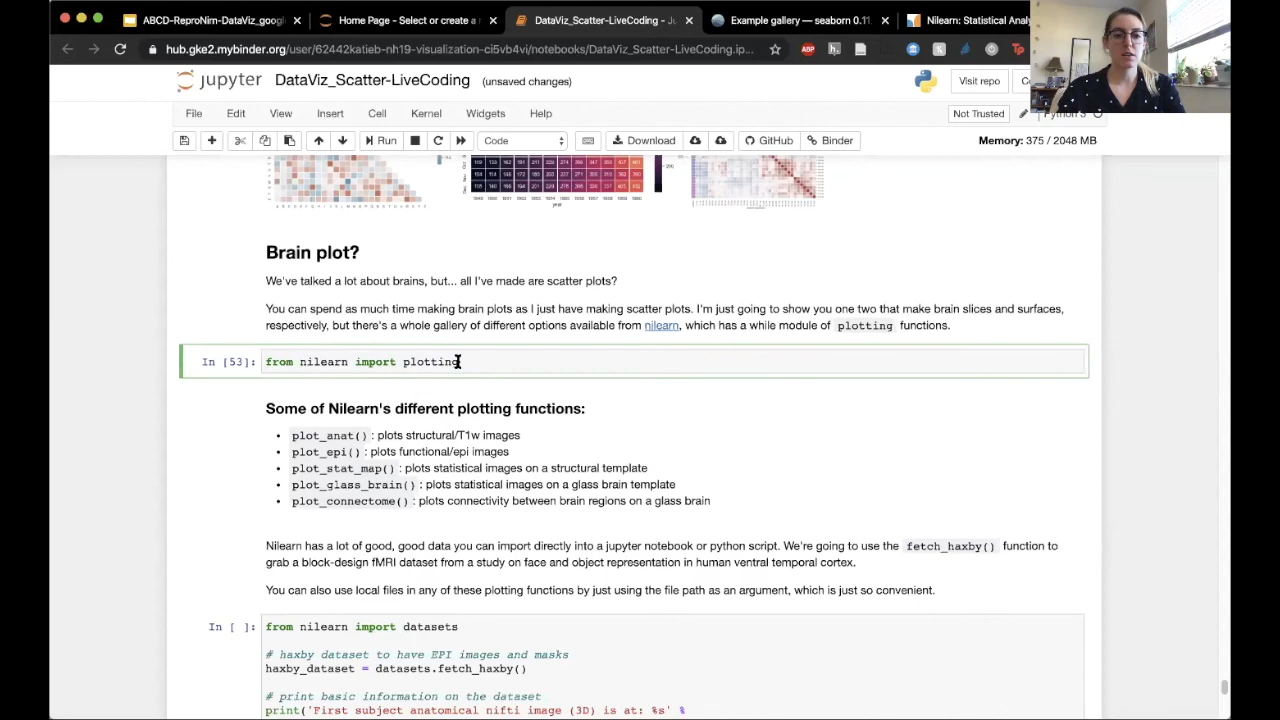 ABCD-ReproNim-DataViz_googl
Home Page - Select or create a
DataViz_Scatter-LiveCoding - Ju
Example gallery — seaborn 0.11.
Nilearn: Statistical Analy
hub.gke2.mybinder.org/user/62442katieb-nh19-visualization-ci5vb4vi/notebooks/DataViz_Scatter-LiveCoding.ip...
ABP
jupyter DataViz_Scatter-LiveCoding (unsaved changes)
Visit repo
File Edit View Insert Cell Kernel Widgets Help
Not Trusted
Python 3
Run Code Download GitHub Binder Memory: 375 / 2048 MB
year
Brain plot?
We've talked a lot about brains, but... all I've made are scatter plots?
You can spend as much time making brain plots as I just have making scatter plots. I'm just going to show you one two that make brain slices and surfaces,
respectively, but there's a whole gallery of different options available from nilearn, which has a while module of plotting functions.
In [53]: from nilearn import plotting
Some of Nilearn's different plotting functions:
• plot_anat() : plots structural/T1w images
• plot_epi() : plots functional/epi images
• plot_stat_map() : plots statistical images on a structural template
• plot_glass_brain() : plots statistical images on a glass brain template
• plot_connectome() : plots connectivity between brain regions on a glass brain
Nilearn has a lot of good, good data you can import directly into a jupyter notebook or python script. We're going to use the fetch_haxby() function to
grab a block-design fMRI dataset from a study on face and object representation in human ventral temporal cortex.
You can also use local files in any of these plotting functions by just using the file path as an argument, which is just so convenient.
In [ ]: from nilearn import datasets
# haxby dataset to have EPI images and masks
haxby_dataset = datasets.fetch_haxby()
# print basic information on the dataset
print('First subject anatomical nifti image (3D) is at: %s' %